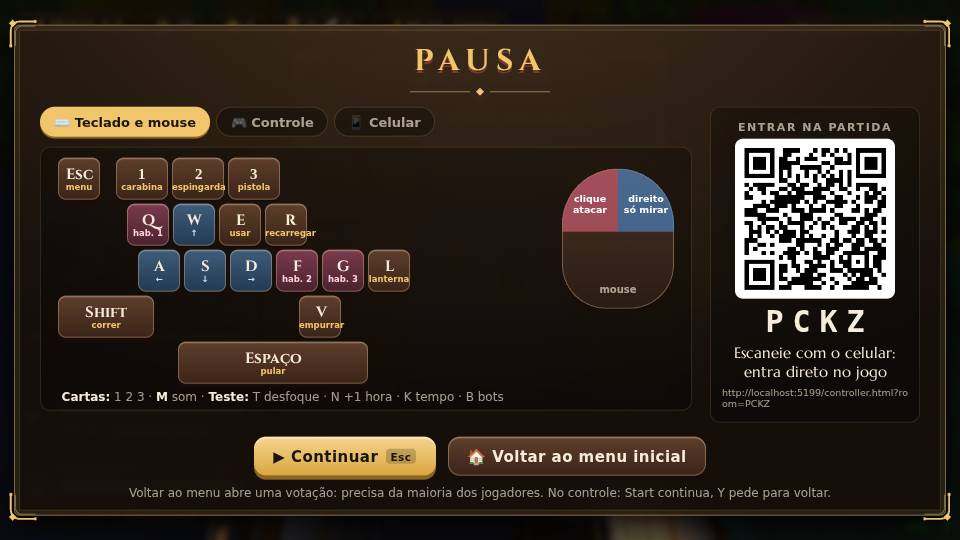 PAUSA
Teclado e mouse
Controle
Celular
ESC
menu
1
carabina
2
espingarda
3
pistola
Q
hab. 1
W
↑
E
usar
R
recarregar
A
←
S
↓
D
→
F
hab. 2
G
hab. 3
L
lanterna
SHIFT
correr
V
empurrar
ESPAÇO
pular
clique
atacar
direito
só mirar
mouse
Cartas: 1 2 3 · M som · Teste: T desfoque · N +1 hora · K tempo · B bots
ENTRAR NA PARTIDA
PCKZ
Escaneie com o celular:
entra direto no jogo
http://localhost:5199/controller.html?ro
om=PCKZ
▶ Continuar Esc
Voltar ao menu inicial
Voltar ao menu abre uma votação: precisa da maioria dos jogadores. No controle: Start continua, Y pede para voltar.